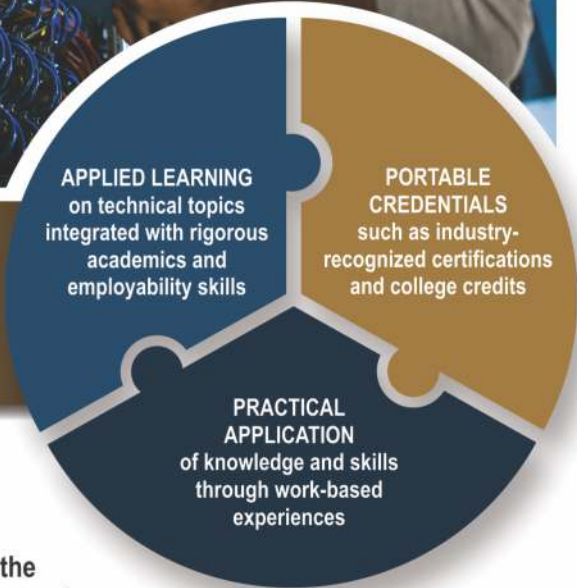 APPLIED LEARNING
on technical topics
integrated with rigorous
academics and
employability skills
PORTABLE
CREDENTIALS
such as industry-
recognized certifications
and college credits
PRACTICAL
APPLICATION
of knowledge and skills
through work-based
experiences
the